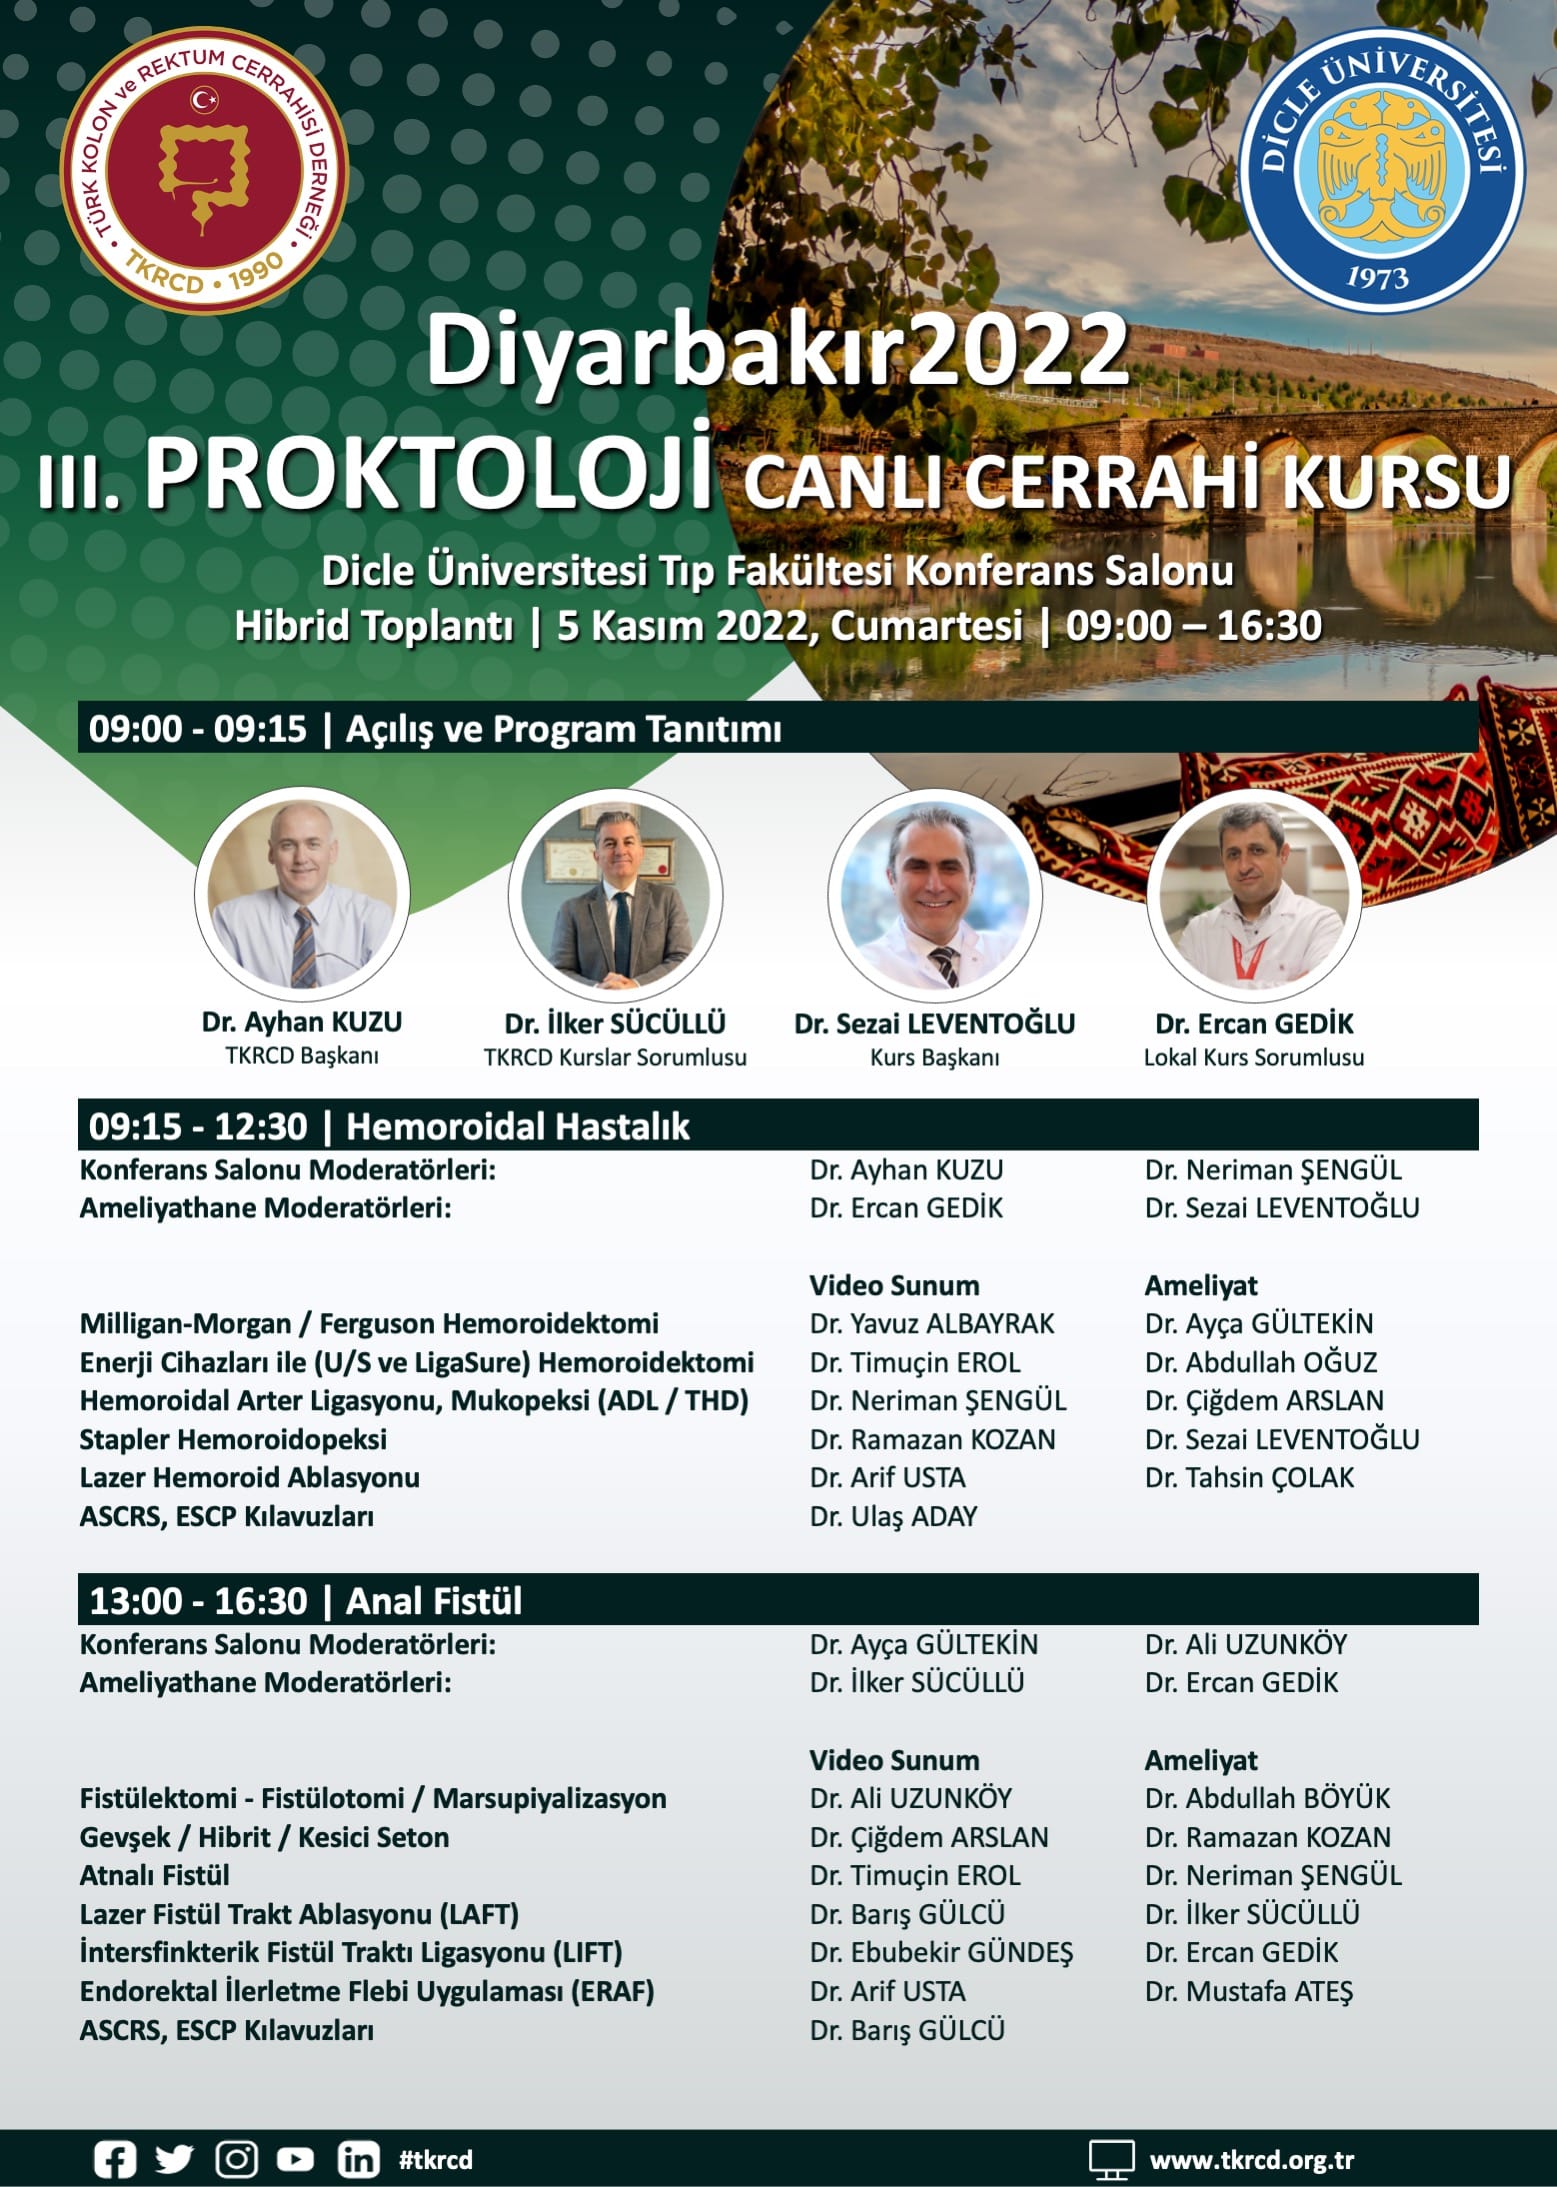 TÜRK KOLON ve REKTUM CERRAHİSİ DERNEĞİ
TKRCD • 1990
DİCLE ÜNİVERSİTESİ
1973
Diyarbakır2022
III. PROKTOLOJİ CANLI CERRAHİ KURSU
Dicle Üniversitesi Tıp Fakültesi Konferans Salonu
Hibrid Toplantı | 5 Kasım 2022, Cumartesi | 09:00 – 16:30
09:00 - 09:15 | Açılış ve Program Tanıtımı
Dr. Ayhan KUZU Dr. İlker SÜCÜLLÜ Dr. Sezai LEVENTOĞLU Dr. Ercan GEDİK
TKRCD Başkanı TKRCD Kurslar Sorumlusu Kurs Başkanı Lokal Kurs Sorumlusu
09:15 - 12:30 | Hemoroidal Hastalık
Konferans Salonu Moderatörleri: Dr. Ayhan KUZU Dr. Neriman ŞENGÜL
Ameliyathane Moderatörleri: Dr. Ercan GEDİK Dr. Sezai LEVENTOĞLU
Video Sunum Ameliyat
Milligan-Morgan / Ferguson Hemoroidektomi Dr. Yavuz ALBAYRAK Dr. Ayça GÜLTEKİN
Enerji Cihazları ile (U/S ve LigaSure) Hemoroidektomi Dr. Timuçin EROL Dr. Abdullah OĞUZ
Hemoroidal Arter Ligasyonu, Mukopeksi (ADL / THD) Dr. Neriman ŞENGÜL Dr. Çiğdem ARSLAN
Stapler Hemoroidopeksi Dr. Ramazan KOZAN Dr. Sezai LEVENTOĞLU
Lazer Hemoroid Ablasyonu Dr. Arif USTA Dr. Tahsin ÇOLAK
ASCRS, ESCP Kılavuzları Dr. Ulaş ADAY
13:00 - 16:30 | Anal Fistül
Konferans Salonu Moderatörleri: Dr. Ayça GÜLTEKİN Dr. Ali UZUNKÖY
Ameliyathane Moderatörleri: Dr. İlker SÜCÜLLÜ Dr. Ercan GEDİK
Video Sunum Ameliyat
Fistülektomi - Fistülotomi / Marsupiyalizasyon Dr. Ali UZUNKÖY Dr. Abdullah BÖYÜK
Gevşek / Hibrit / Kesici Seton Dr. Çiğdem ARSLAN Dr. Ramazan KOZAN
Atnalı Fistül Dr. Timuçin EROL Dr. Neriman ŞENGÜL
Lazer Fistül Trakt Ablasyonu (LAFT) Dr. Barış GÜLCÜ Dr. İlker SÜCÜLLÜ
İntersfinkterik Fistül Traktı Ligasyonu (LIFT) Dr. Ebubekir GÜNDEŞ Dr. Ercan GEDİK
Endorektal İlerletme Flebi Uygulaması (ERAF) Dr. Arif USTA Dr. Mustafa ATEŞ
ASCRS, ESCP Kılavuzları Dr. Barış GÜLCÜ
#tkrcd www.tkrcd.org.tr